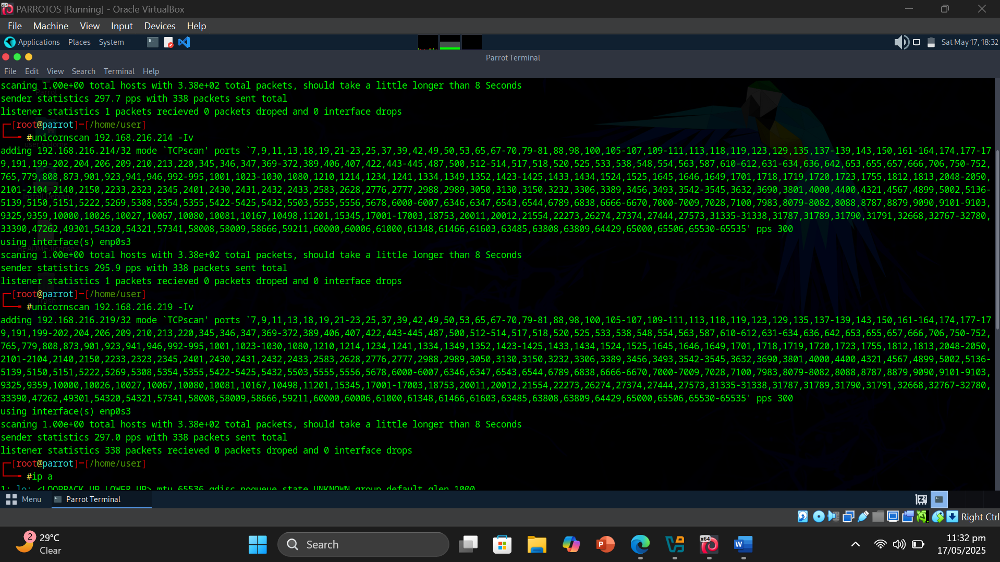 PARROTOS [Running] - Oracle VirtualBox
File Machine View Input Devices Help
Applications Places System
Sat May 17, 18:32
Parrot Terminal
File Edit View Search Terminal Help
scaning 1.00e+00 total hosts with 3.38e+02 total packets, should take a little longer than 8 Seconds
sender statistics 297.7 pps with 338 packets sent total
listener statistics 1 packets recieved 0 packets droped and 0 interface drops
[root@parrot]─[/home/user]
#unicornscan 192.168.216.214 -Iv
adding 192.168.216.214/32 mode `TCPscan' ports `7,9,11,13,18,19,21-23,25,37,39,42,49,50,53,65,67-70,79-81,88,98,100,105-107,109-111,113,118,119,123,129,135,137-139,143,150,161-164,174,177-17
9,191,199-202,204,206,209,210,213,220,345,346,347,369-372,389,406,407,422,443-445,487,500,512-514,517,518,520,525,533,538,548,554,563,587,610-612,631-634,636,642,653,655,657,666,706,750-752,
765,779,808,873,901,923,941,946,992-995,1001,1023-1030,1080,1210,1214,1234,1241,1334,1349,1352,1423-1425,1433,1434,1524,1525,1645,1646,1649,1701,1718,1719,1720,1723,1755,1812,1813,2048-2050,
2101-2104,2140,2150,2233,2323,2345,2401,2430,2431,2432,2433,2583,2628,2776,2777,2988,2989,3050,3130,3150,3232,3306,3389,3456,3493,3542-3545,3632,3690,3801,4000,4400,4321,4567,4899,5002,5136-
5139,5150,5151,5222,5269,5308,5354,5355,5422-5425,5432,5503,5555,5556,5678,6000-6007,6346,6347,6543,6544,6789,6838,6666-6670,7000-7009,7028,7100,7983,8079-8082,8088,8787,8879,9090,9101-9103,
9325,9359,10000,10026,10027,10067,10080,10081,10167,10498,11201,15345,17001-17003,18753,20011,20012,21554,22273,26274,27374,27444,27573,31335-31338,31787,31789,31790,31791,32668,32767-32780,
33390,47262,49301,54320,54321,57341,58008,58009,58666,59211,60000,60006,61000,61348,61466,61603,63485,63808,63809,64429,65000,65506,65530-65535' pps 300
using interface(s) enp0s3
scaning 1.00e+00 total hosts with 3.38e+02 total packets, should take a little longer than 8 Seconds
sender statistics 295.9 pps with 338 packets sent total
listener statistics 1 packets recieved 0 packets droped and 0 interface drops
[root@parrot]─[/home/user]
#unicornscan 192.168.216.219 -Iv
adding 192.168.216.219/32 mode `TCPscan' ports `7,9,11,13,18,19,21-23,25,37,39,42,49,50,53,65,67-70,79-81,88,98,100,105-107,109-111,113,118,119,123,129,135,137-139,143,150,161-164,174,177-17
9,191,199-202,204,206,209,210,213,220,345,346,347,369-372,389,406,407,422,443-445,487,500,512-514,517,518,520,525,533,538,548,554,563,587,610-612,631-634,636,642,653,655,657,666,706,750-752,
765,779,808,873,901,923,941,946,992-995,1001,1023-1030,1080,1210,1214,1234,1241,1334,1349,1352,1423-1425,1433,1434,1524,1525,1645,1646,1649,1701,1718,1719,1720,1723,1755,1812,1813,2048-2050,
2101-2104,2140,2150,2233,2323,2345,2401,2430,2431,2432,2433,2583,2628,2776,2777,2988,2989,3050,3130,3150,3232,3306,3389,3456,3493,3542-3545,3632,3690,3801,4000,4400,4321,4567,4899,5002,5136-
5139,5150,5151,5222,5269,5308,5354,5355,5422-5425,5432,5503,5555,5556,5678,6000-6007,6346,6347,6543,6544,6789,6838,6666-6670,7000-7009,7028,7100,7983,8079-8082,8088,8787,8879,9090,9101-9103,
9325,9359,10000,10026,10027,10067,10080,10081,10167,10498,11201,15345,17001-17003,18753,20011,20012,21554,22273,26274,27374,27444,27573,31335-31338,31787,31789,31790,31791,32668,32767-32780,
33390,47262,49301,54320,54321,57341,58008,58009,58666,59211,60000,60006,61000,61348,61466,61603,63485,63808,63809,64429,65000,65506,65530-65535' pps 300
using interface(s) enp0s3
scaning 1.00e+00 total hosts with 3.38e+02 total packets, should take a little longer than 8 Seconds
sender statistics 297.0 pps with 338 packets sent total
listener statistics 338 packets recieved 0 packets droped and 0 interface drops
[root@parrot]─[/home/user]
#ip a
1: lo: <LOOPBACK,UP,LOWER_UP> mtu 65536 qdisc noqueue state UNKNOWN group default qlen 1000
Menu Parrot Terminal
Right Ctrl
2 29°C
Clear
Search
11:32 pm
17/05/2025